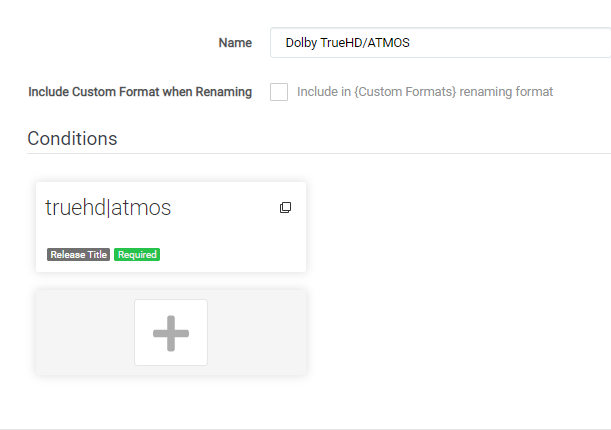 Name Dolby TrueHD/ATMOS
Include Custom Format when Renaming Include in {Custom Formats} renaming format
Conditions
truehd|atmos
Release Title Required